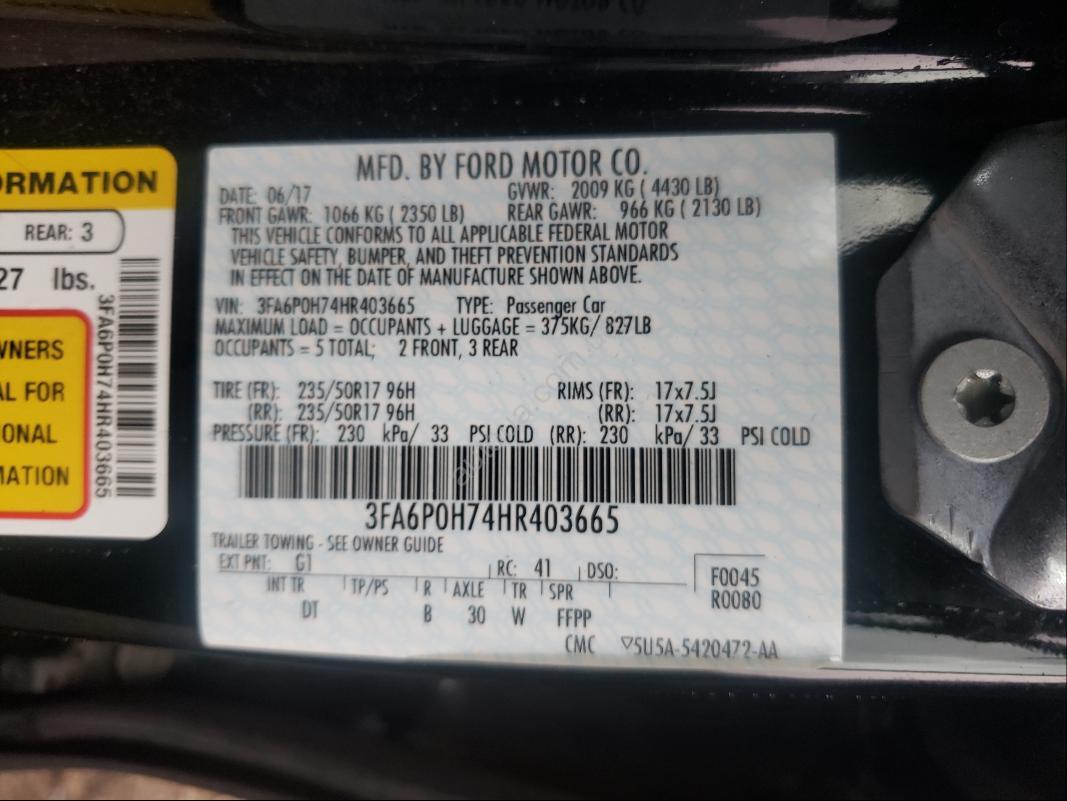 ORMATION
REAR: 3
27 lbs.
WNERS
AL FOR
ONAL
MATION
3FA6P0H74HR403665
MFD. BY FORD MOTOR CO.
DATE: 06/17 GVWR: 2009 KG ( 4430 LB)
FRONT GAWR: 1066 KG ( 2350 LB) REAR GAWR: 966 KG ( 2130 LB)
THIS VEHICLE CONFORMS TO ALL APPLICABLE FEDERAL MOTOR
VEHICLE SAFETY, BUMPER, AND THEFT PREVENTION STANDARDS
IN EFFECT ON THE DATE OF MANUFACTURE SHOWN ABOVE.
VIN: 3FA6P0H74HR403665 TYPE: Passenger Car
MAXIMUM LOAD = OCCUPANTS + LUGGAGE = 375KG/ 827LB
OCCUPANTS = 5 TOTAL; 2 FRONT, 3 REAR
TIRE (FR): 235/50R17 96H RIMS (FR): 17x7.5J
(RR): 235/50R17 96H (RR): 17x7.5J
PRESSURE (FR): 230 kPa/ 33 PSI COLD (RR): 230 kPa/ 33 PSI COLD
3FA6P0H74HR403665
TRAILER TOWING - SEE OWNER GUIDE
EXT PNT: G1 RC: 41 DSO:
INT TR TP/PS R AXLE TR SPR
DT B 30 W FFPP
F0045
R0080
CMC ▽5U5A-5420472-AA